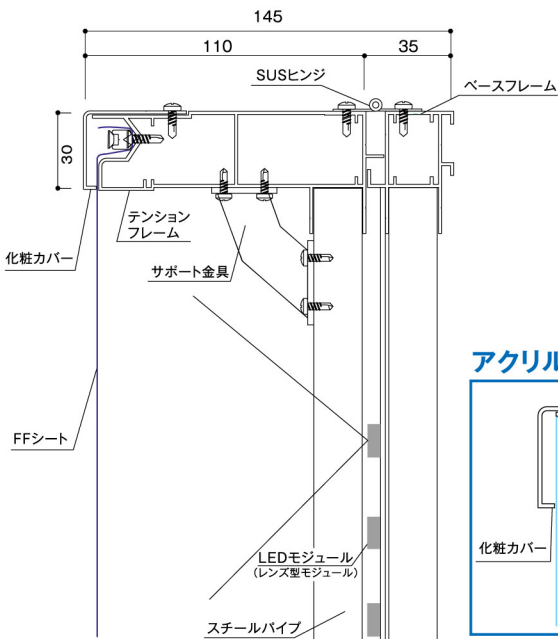 145
110
35
SUSヒンジ
ベースフレーム
30
テンション
フレーム
化粧カバー
サポート金具
アクリル
FFシート
化粧カバー
LEDモジュール
(レンズ型モジュール)
スチールパイプ